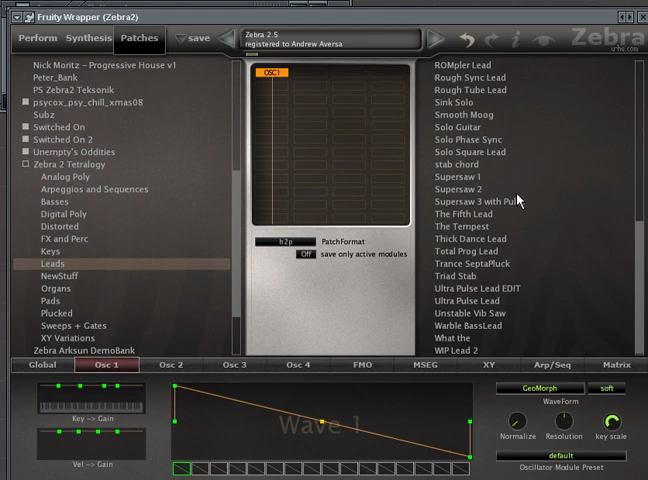 Fruity Wrapper (Zebra2)
Perform Synthesis Patches save
Zebra 2.5
registered to Andrew Aversa
Zebra
u-he.com
Nick Moritz - Progressive House v1
Peter_Bank
PS Zebra2 Teksonik
psycox_psy_chill_xmas08
Subz
Switched On
Switched On 2
Unempty's Oddities
Zebra 2 Tetralogy
Analog Poly
Arpeggios and Sequences
Basses
Digital Poly
Distorted
FX and Perc
Keys
Leads
NewStuff
Organs
Pads
Plucked
Sweeps + Gates
XY Variations
Zebra Arksun DemoBank
OSC1
h2p PatchFormat
Off save only active modules
ROMpler Lead
Rough Sync Lead
Rough Tube Lead
Sink Solo
Smooth Moog
Solo Guitar
Solo Phase Sync
Solo Square Lead
stab chord
Supersaw 1
Supersaw 2
Supersaw 3 with Pul
The Fifth Lead
The Tempest
Thick Dance Lead
Total Prog Lead
Trance SeptaPluck
Triad Stab
Ultra Pulse Lead EDIT
Ultra Pulse Lead
Unstable Vib Saw
Warble BassLead
What the
WIP Lead 2
Global Osc 1 Osc 2 Osc 3 Osc 4 FMO MSEG XY Arp/Seq Matrix
Key -> Gain
Vel -> Gain
Wave 1
GeoMorph soft
WaveForm
Normalize Resolution key scale
default
Oscillator Module Preset